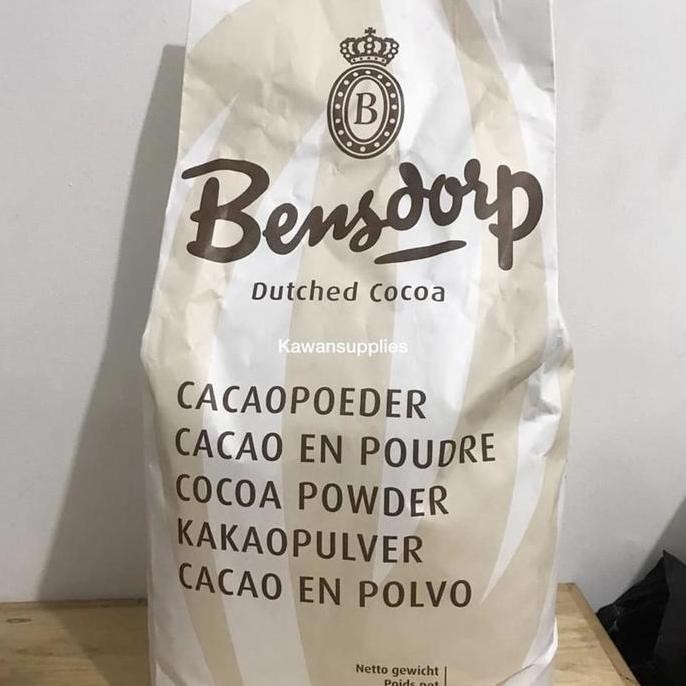 B
Bensdorp
Dutched Cocoa
Kawansupplies
CACAOPOEDER
CACAO EN POUDRE
COCOA POWDER
KAKAOPULVER
CACAO EN POLVO
Netto gewicht
Poids net